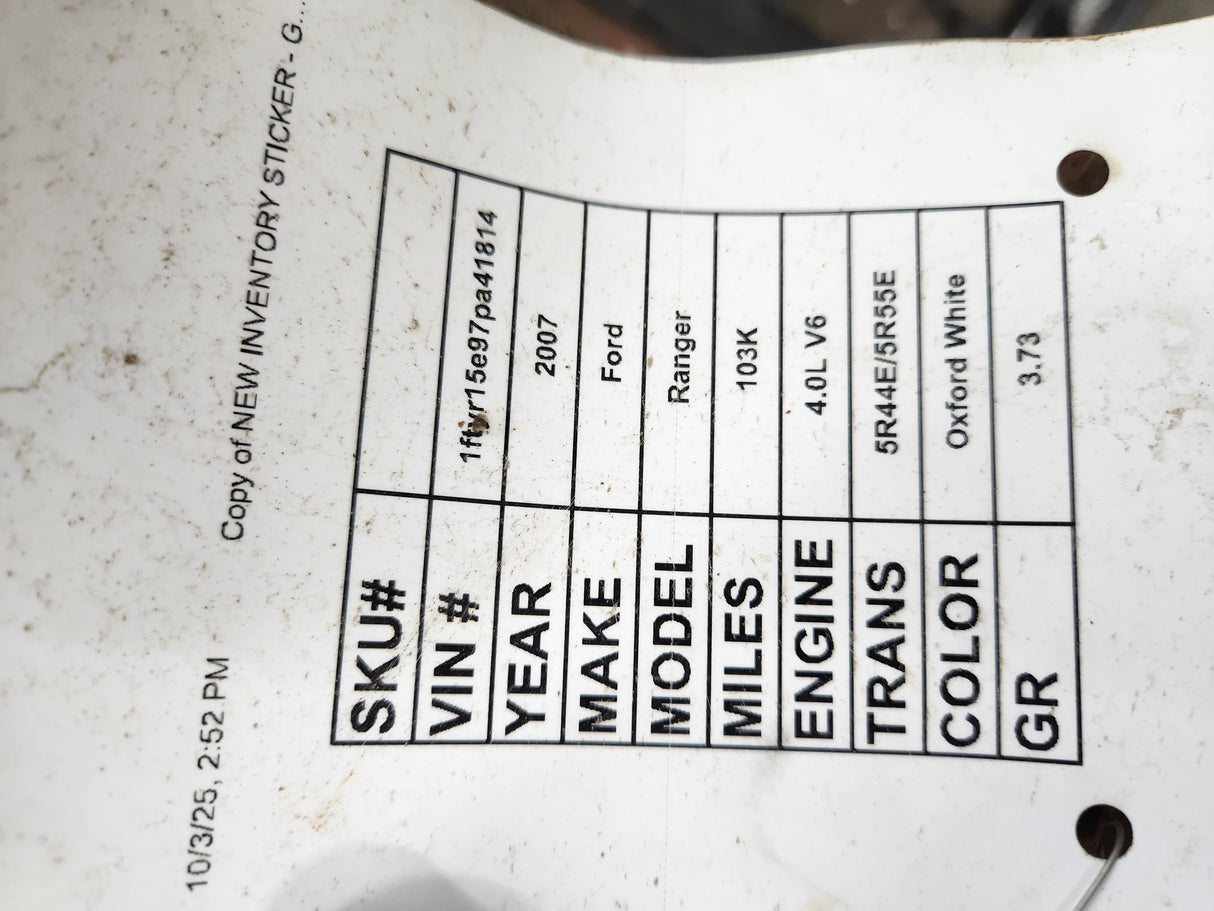 10/3/25, 2:52 PM Copy of NEW INVENTORY STICKER - G...
SKU#
VIN # 1ftyr15e97pa41814
YEAR 2007
MAKE Ford
MODEL Ranger
MILES 103K
ENGINE 4.0L V6
TRANS 5R44E/5R55E
COLOR Oxford White
GR 3.73